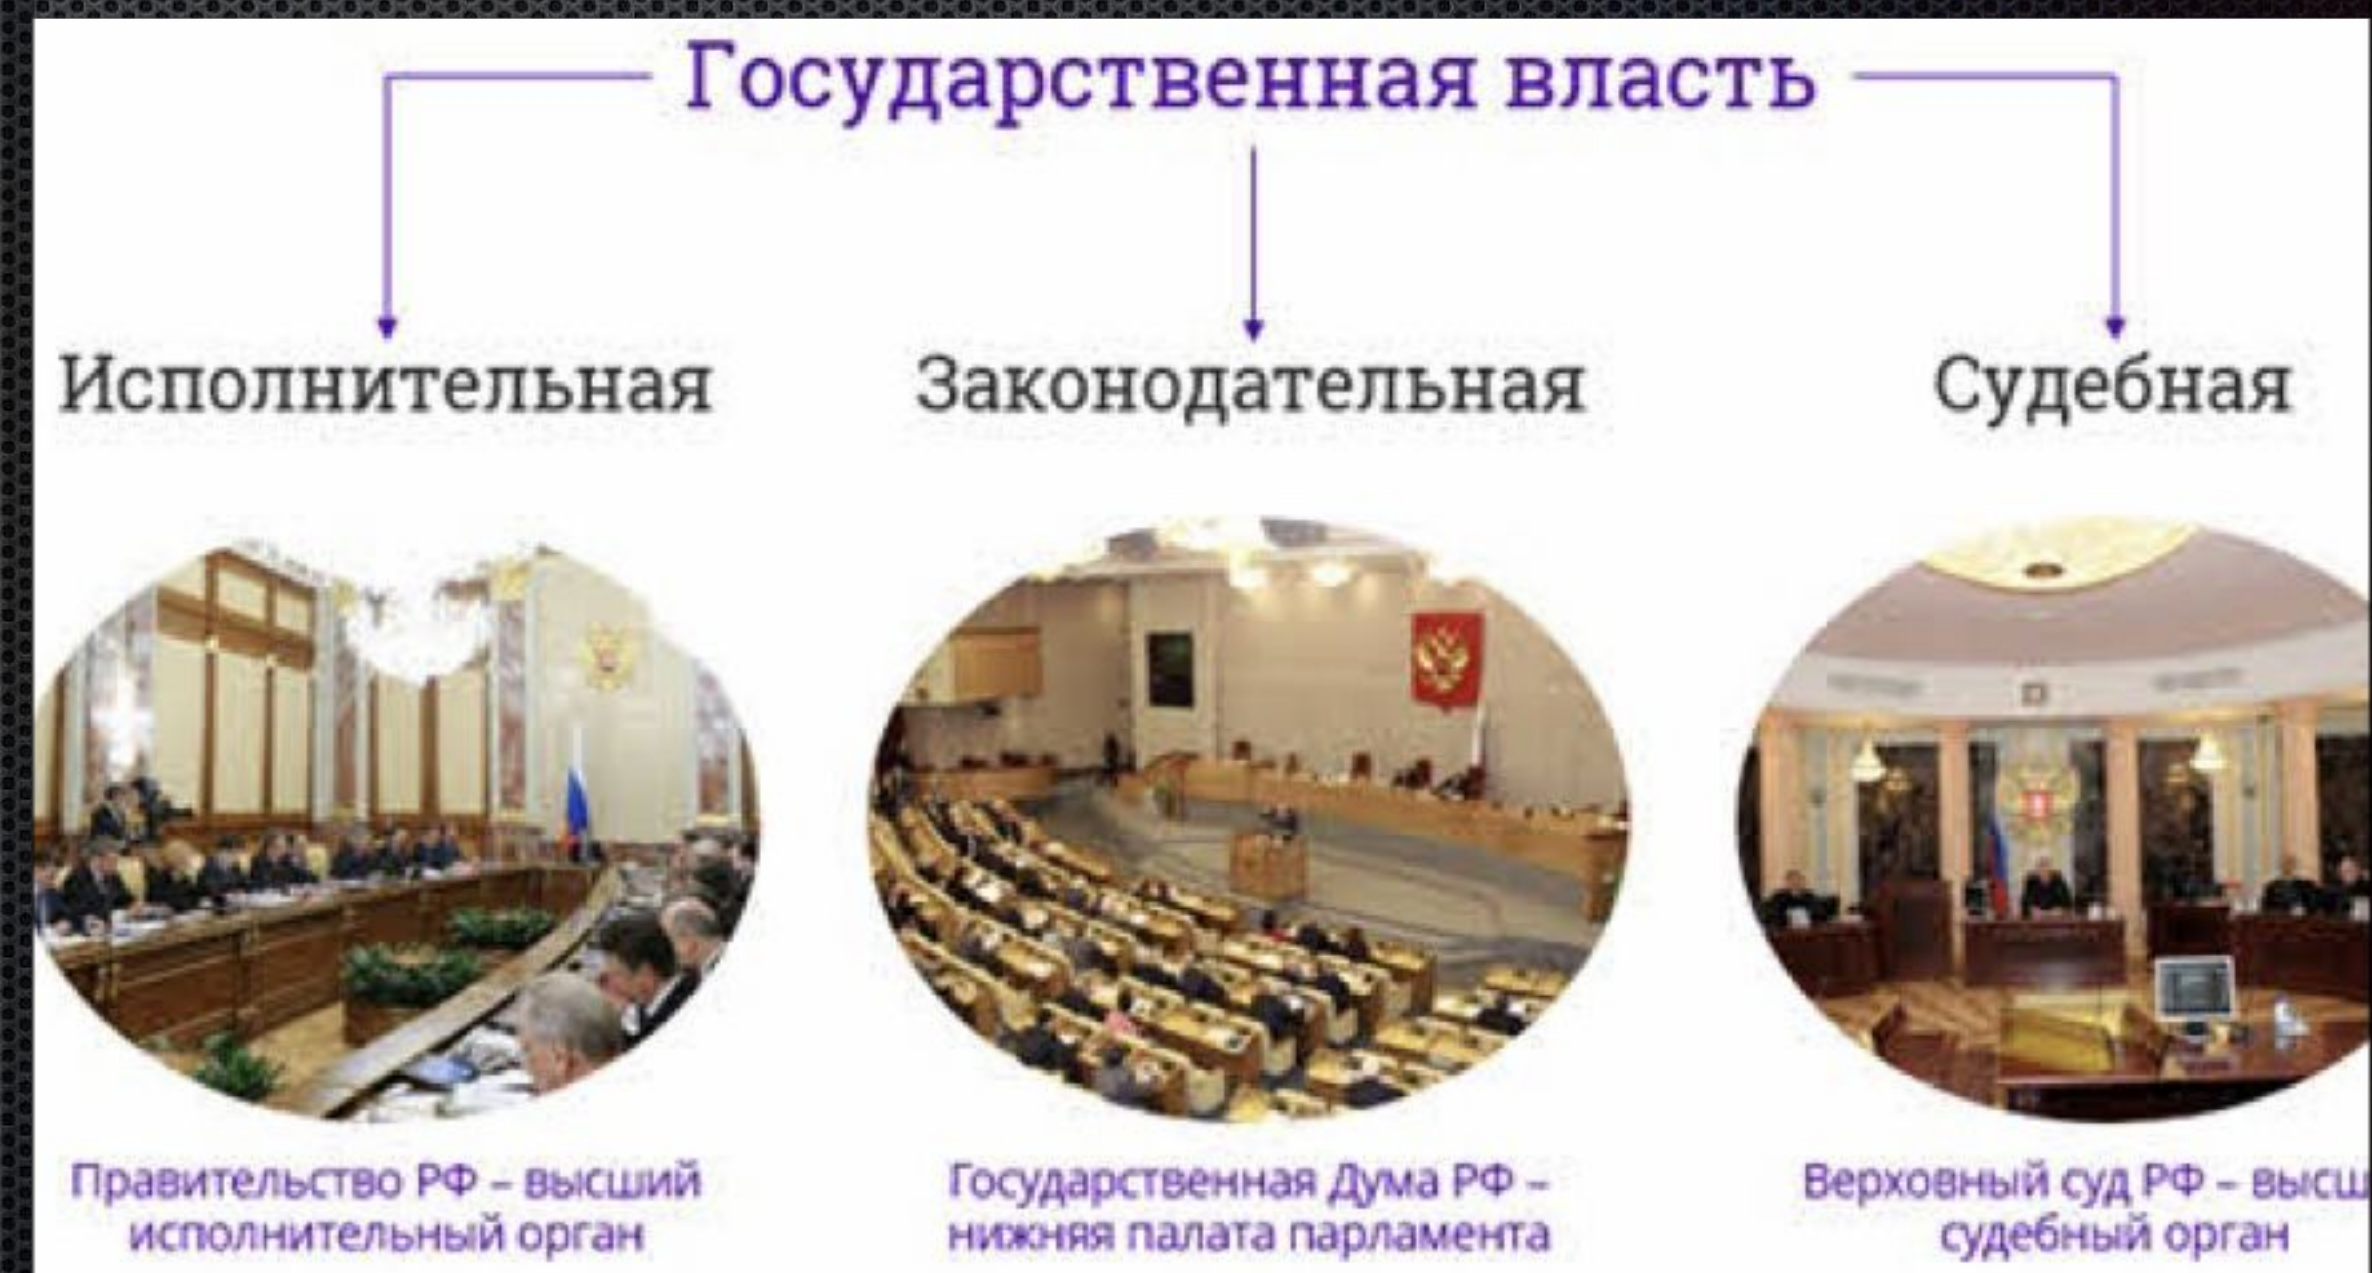 Государственная власть
Исполнительная
Законодательная
Судебная
Правительство РФ – высший
исполнительный орган
Государственная Дума РФ –
нижняя палата парламента
Верховный суд РФ – высш
судебный орган